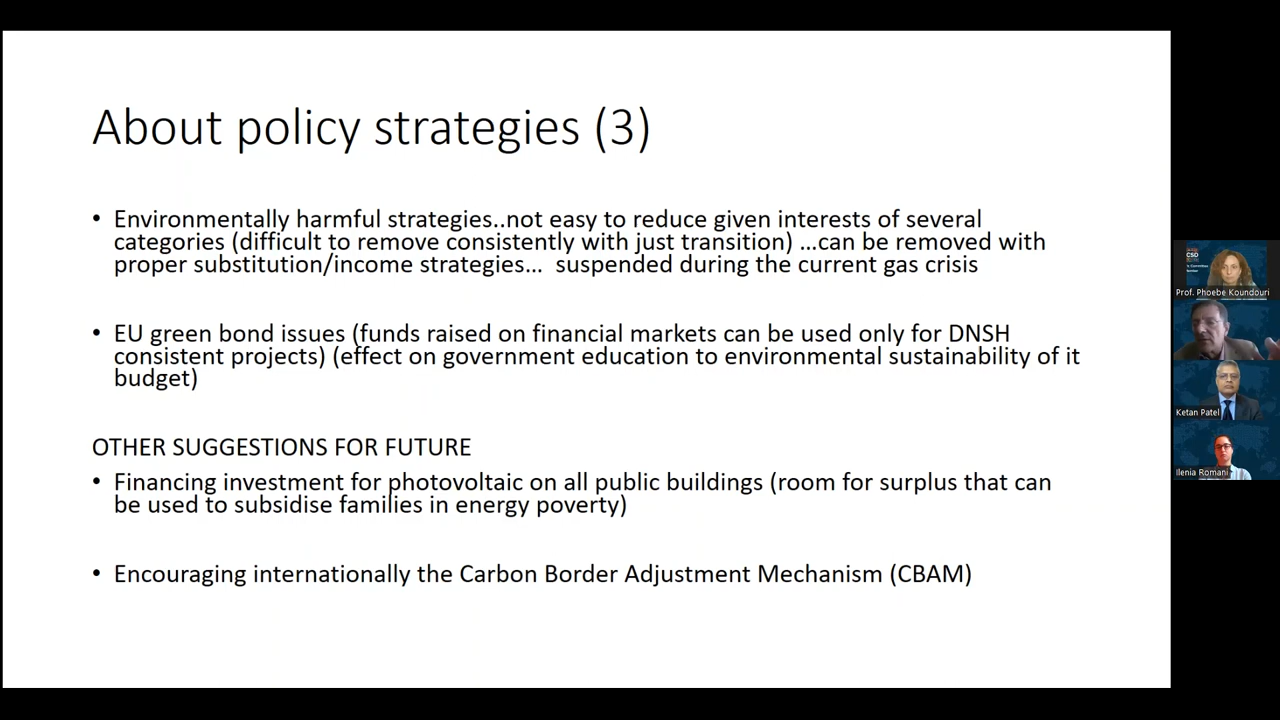 About policy strategies (3)
• Environmentally harmful strategies..not easy to reduce given interests of several
categories (difficult to remove consistently with just transition) …can be removed with
proper substitution/income strategies… suspended during the current gas crisis
• EU green bond issues (funds raised on financial markets can be used only for DNSH
consistent projects) (effect on government education to environmental sustainability of it
budget)
OTHER SUGGESTIONS FOR FUTURE
• Financing investment for photovoltaic on all public buildings (room for surplus that can
be used to subsidise families in energy poverty)
• Encouraging internationally the Carbon Border Adjustment Mechanism (CBAM)
CSD
Prof. Phoebe Koundouri
Ketan Patel
Ilenia Romani